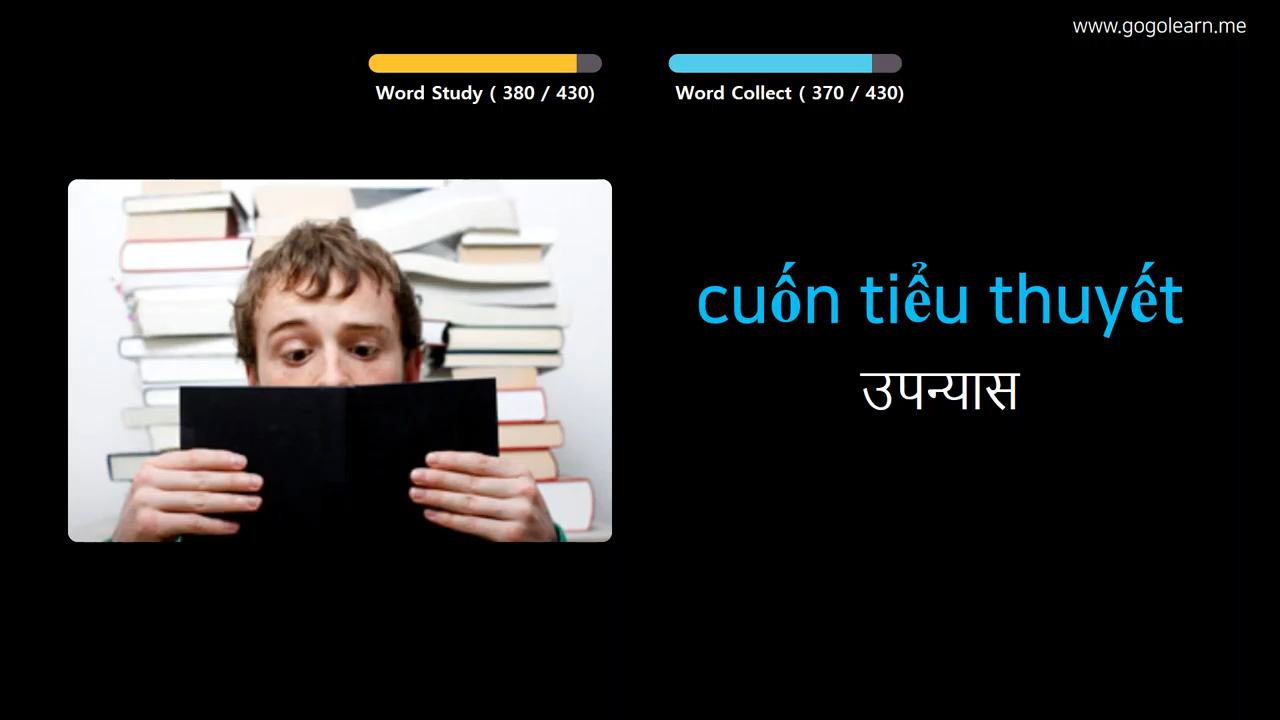 www.gogolearn.me
Word Study ( 380 / 430)
Word Collect ( 370 / 430)
cuốn tiểu thuyết
उपन्यास